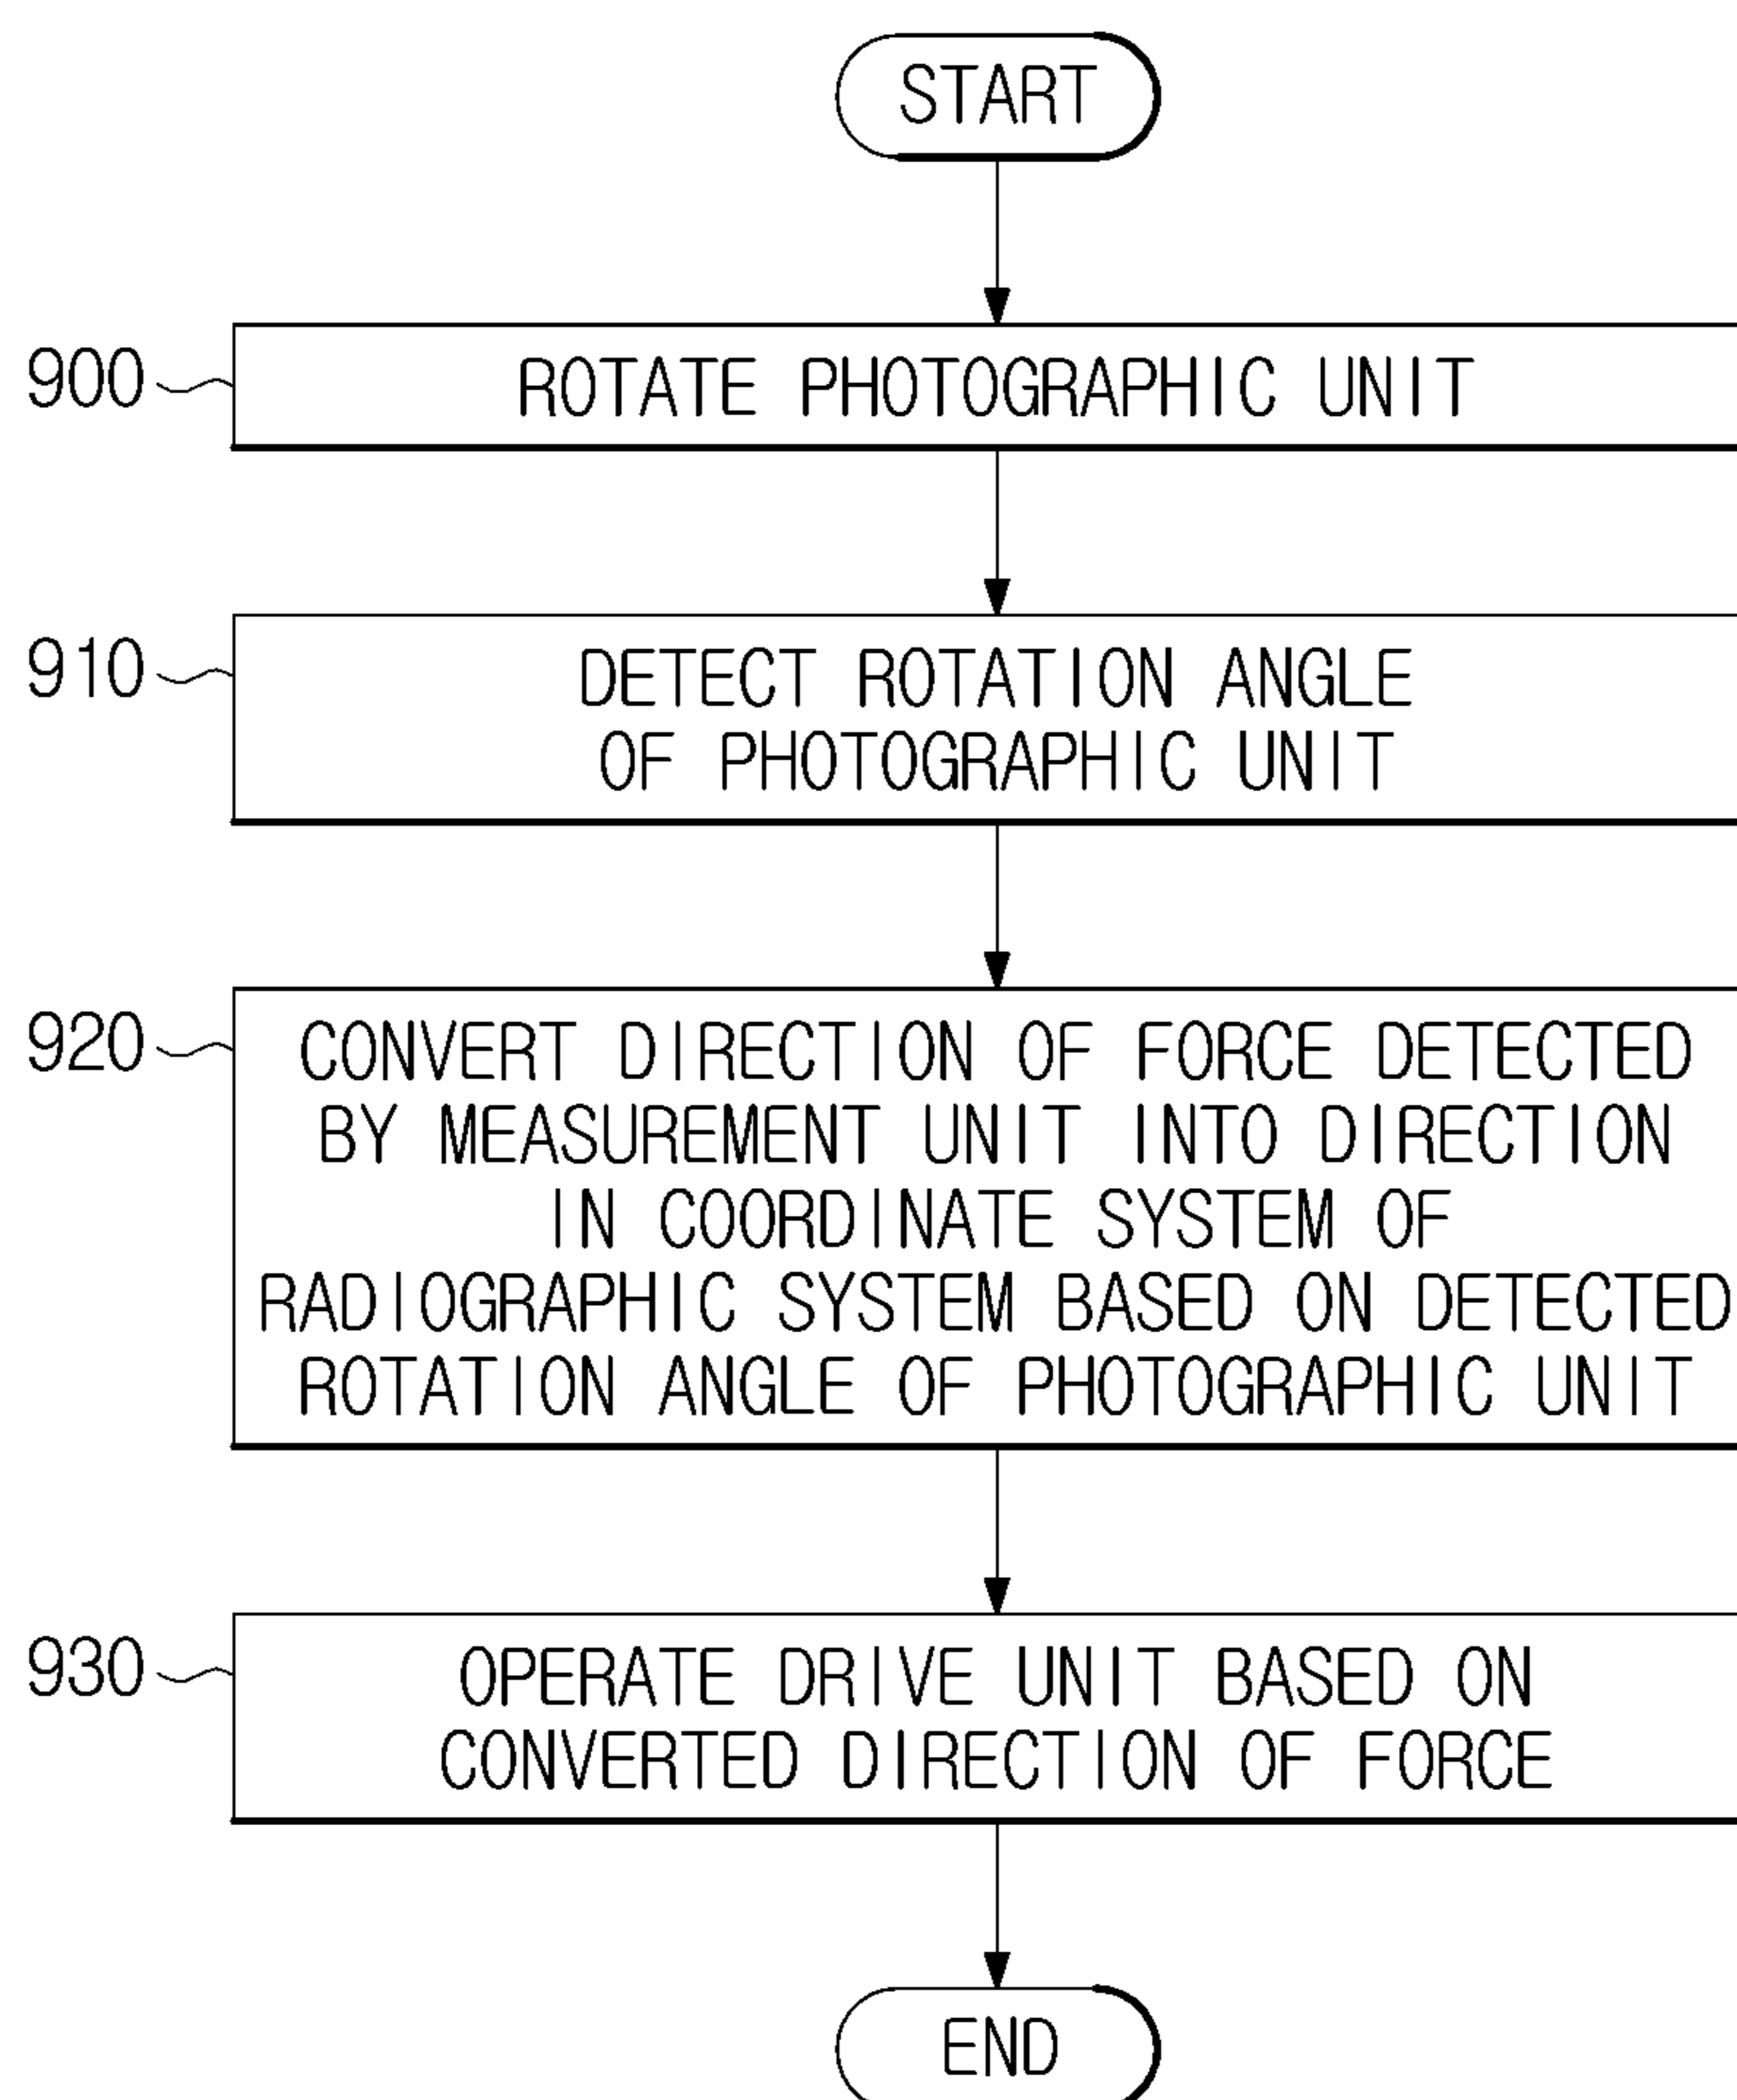 START
900
ROTATE PHOTOGRAPHIC UNIT
910
DETECT ROTATION ANGLE
OF PHOTOGRAPHIC UNIT
920
CONVERT DIRECTION OF FORCE DETECTED
BY MEASUREMENT UNIT INTO DIRECTION
IN COORDINATE SYSTEM OF
RADIOGRAPHIC SYSTEM BASED ON DETECTED
ROTATION ANGLE OF PHOTOGRAPHIC UNIT
930
OPERATE DRIVE UNIT BASED ON
CONVERTED DIRECTION OF FORCE
END